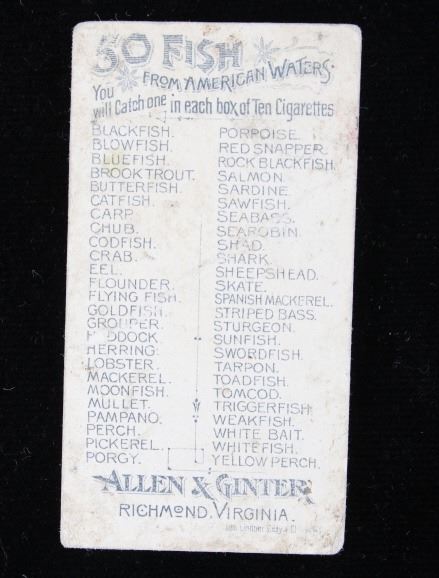 50 FISH
FROM AMERICAN WATERS.
You
will Catch one in each box of Ten Cigarettes
BLACKFISH.
BLOWFISH.
BLUEFISH.
BROOK TROUT.
BUTTERFISH.
CATFISH.
CARP.
CHUB.
CODFISH.
CRAB.
EEL.
FLOUNDER.
FLYING FISH.
GOLDFISH.
GROUPER.
HADDOCK.
HERRING.
LOBSTER.
MACKEREL.
MOONFISH.
MULLET.
PAMPANO.
PERCH.
PICKEREL.
PORGY.
PORPOISE.
RED SNAPPER.
ROCK BLACKFISH.
SALMON.
SARDINE.
SAWFISH.
SEABASS.
SEAROBIN.
SHAD.
SHARK.
SHEEPSHEAD.
SKATE.
SPANISH MACKEREL.
STRIPED BASS.
STURGEON.
SUNFISH.
SWORDFISH.
TARPON.
TOADFISH.
TOMCOD.
TRIGGERFISH.
WEAKFISH.
WHITE BAIT.
WHITEFISH.
YELLOW PERCH.
ALLEN & GINTER,
RICHMOND, VIRGINIA.